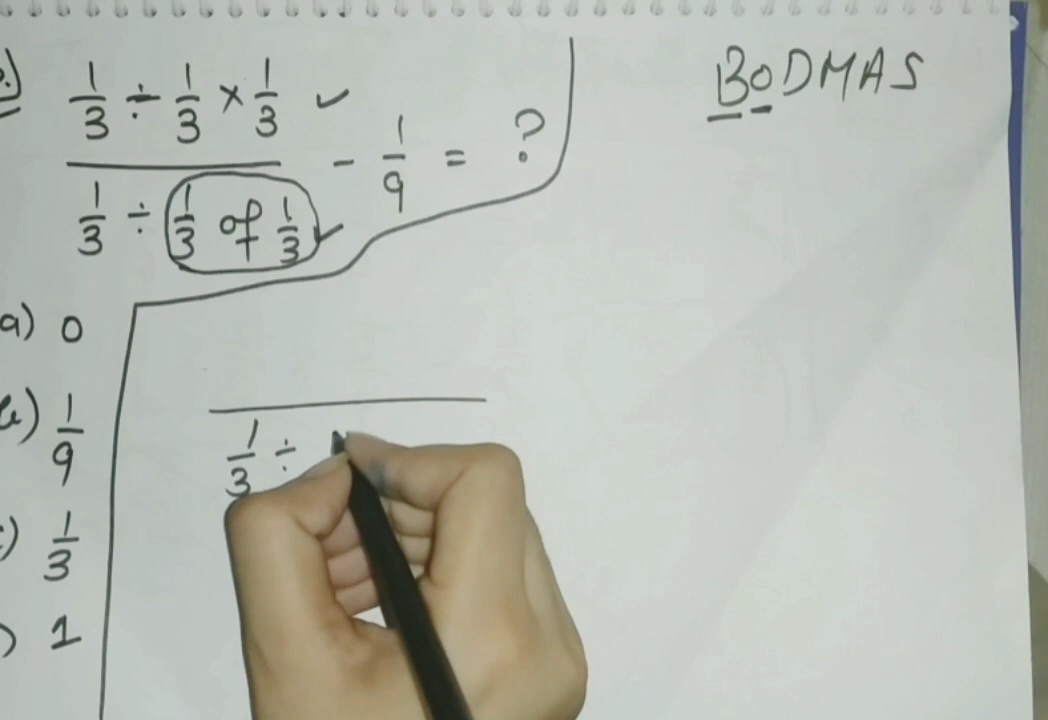 1/3 ÷ 1/3 × 1/3 ✓
1/3 ÷ 1/3 of 1/3 ✓
- 1/9 = ?
BODMAS
a) 0
1/9
1/3
) 1
1/3 ÷